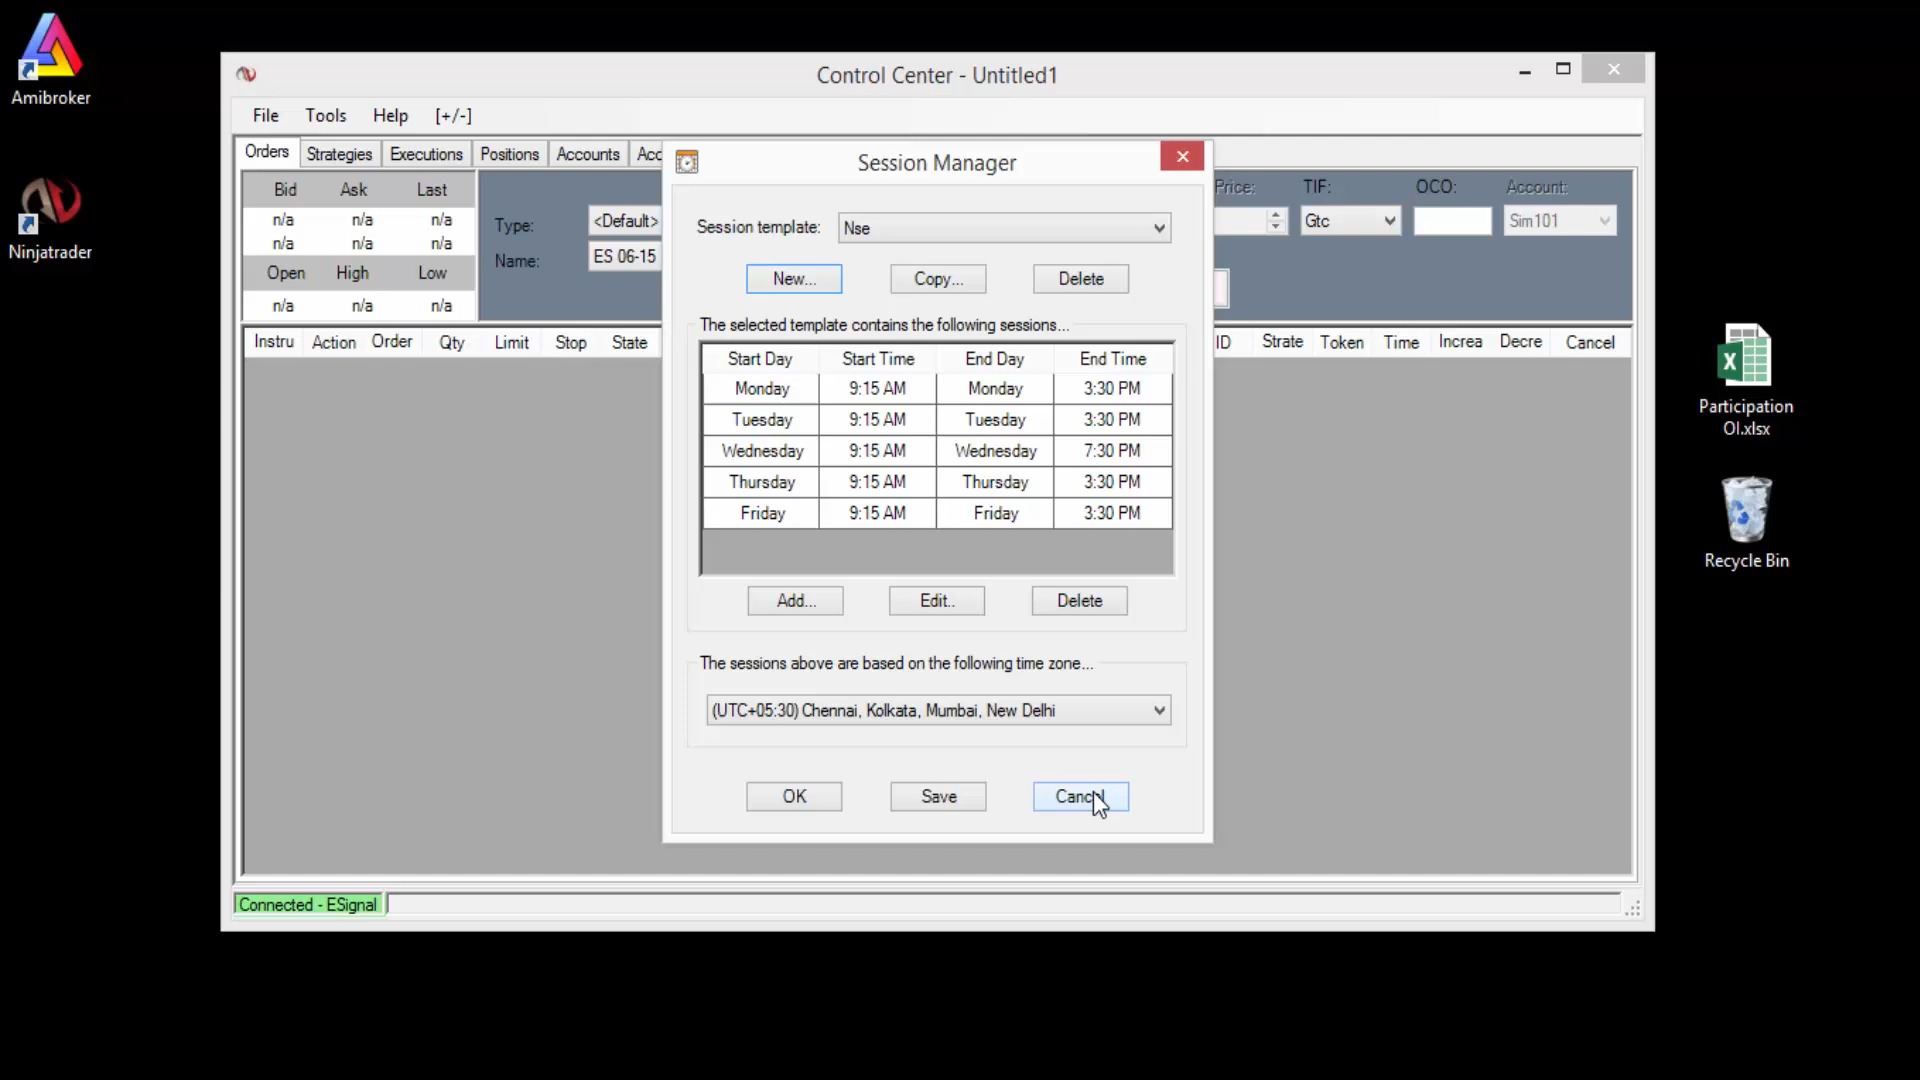 Amibroker
Ninjatrader
Control Center - Untitled1
File Tools Help [+/-]
Orders Strategies Executions Positions Accounts Acc
Bid Ask Last
n/a n/a n/a
n/a n/a n/a
Open High Low
n/a n/a n/a
Type: <Default>
Name: ES 06-15
Price: TIF: OCO: Account:
Gtc Sim101
Instru Action Order Qty Limit Stop State ID Strate Token Time Increa Decre Cancel
Session Manager
Session template: Nse
New... Copy... Delete
The selected template contains the following sessions...
Start Day Start Time End Day End Time
Monday 9:15 AM Monday 3:30 PM
Tuesday 9:15 AM Tuesday 3:30 PM
Wednesday 9:15 AM Wednesday 7:30 PM
Thursday 9:15 AM Thursday 3:30 PM
Friday 9:15 AM Friday 3:30 PM
Add... Edit.. Delete
The sessions above are based on the following time zone...
(UTC+05:30) Chennai, Kolkata, Mumbai, New Delhi
OK Save Cancel
Connected - ESignal
Participation
OI.xlsx
Recycle Bin